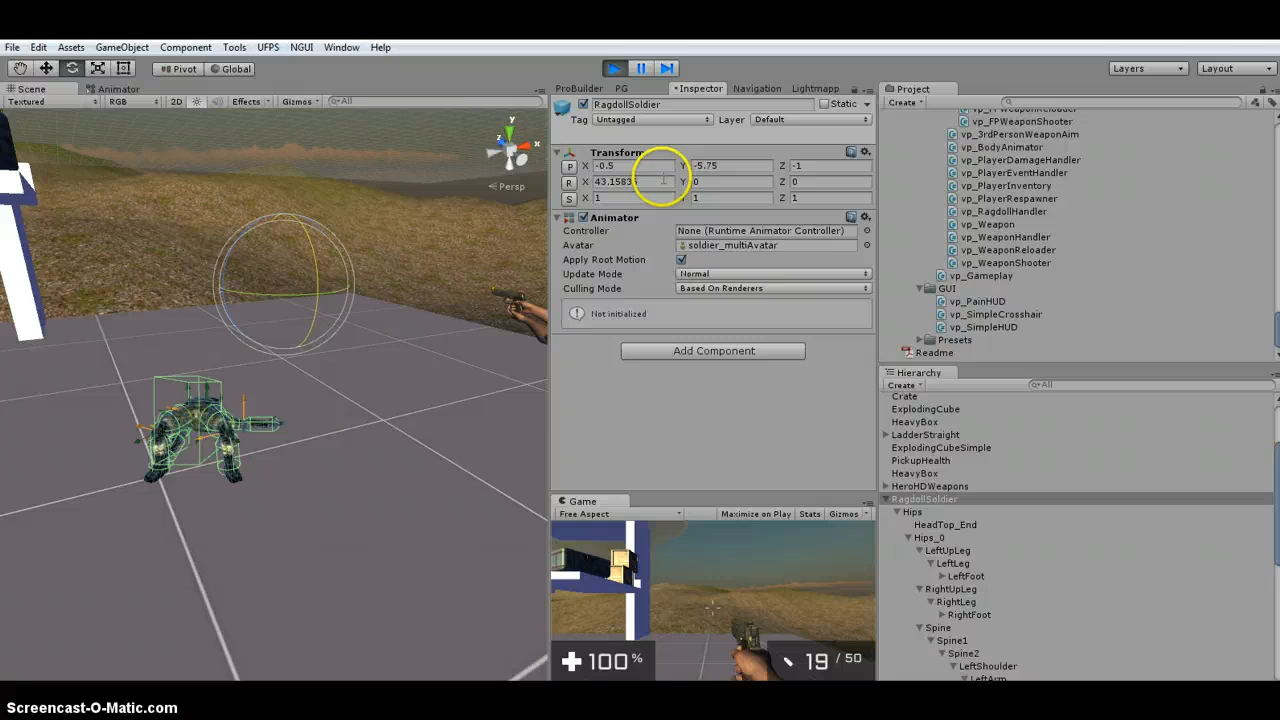 File Edit Assets GameObject Component Tools UFPS NGUI Window Help
Pivot Global Layers Layout
Scene Animator
Textured RGB 2D Effects Gizmos All
y
z x
Persp
ProBuilder PG Inspector Navigation Lightmapp
RagdollSoldier Static
Tag Untagged Layer Default
Transform
P X -0.5 Y -5.75 Z -1
R X 43.1583 Y 0 Z 0
S X 1 Y 1 Z 1
Animator
Controller None (Runtime Animator Controller)
Avatar soldier_multiAvatar
Apply Root Motion
Update Mode Normal
Culling Mode Based On Renderers
Not initialized
Add Component
Game
Free Aspect Maximize on Play Stats Gizmos
100%
19 / 50
Project
Create
vp_FPWeaponReloader
vp_FPWeaponShooter
vp_3rdPersonWeaponAim
vp_BodyAnimator
vp_PlayerDamageHandler
vp_PlayerEventHandler
vp_PlayerInventory
vp_PlayerRespawner
vp_RagdollHandler
vp_Weapon
vp_WeaponHandler
vp_WeaponReloader
vp_WeaponShooter
vp_Gameplay
GUI
vp_PainHUD
vp_SimpleCrosshair
vp_SimpleHUD
Presets
Readme
Hierarchy
Create All
Crate
ExplodingCube
HeavyBox
LadderStraight
ExplodingCubeSimple
PickupHealth
HeavyBox
HeroHDWeapons
RagdollSoldier
Hips
HeadTop_End
Hips_0
LeftUpLeg
LeftLeg
LeftFoot
RightUpLeg
RightLeg
RightFoot
Spine
Spine1
Spine2
LeftShoulder
LeftArm
Screencast-O-Matic.com